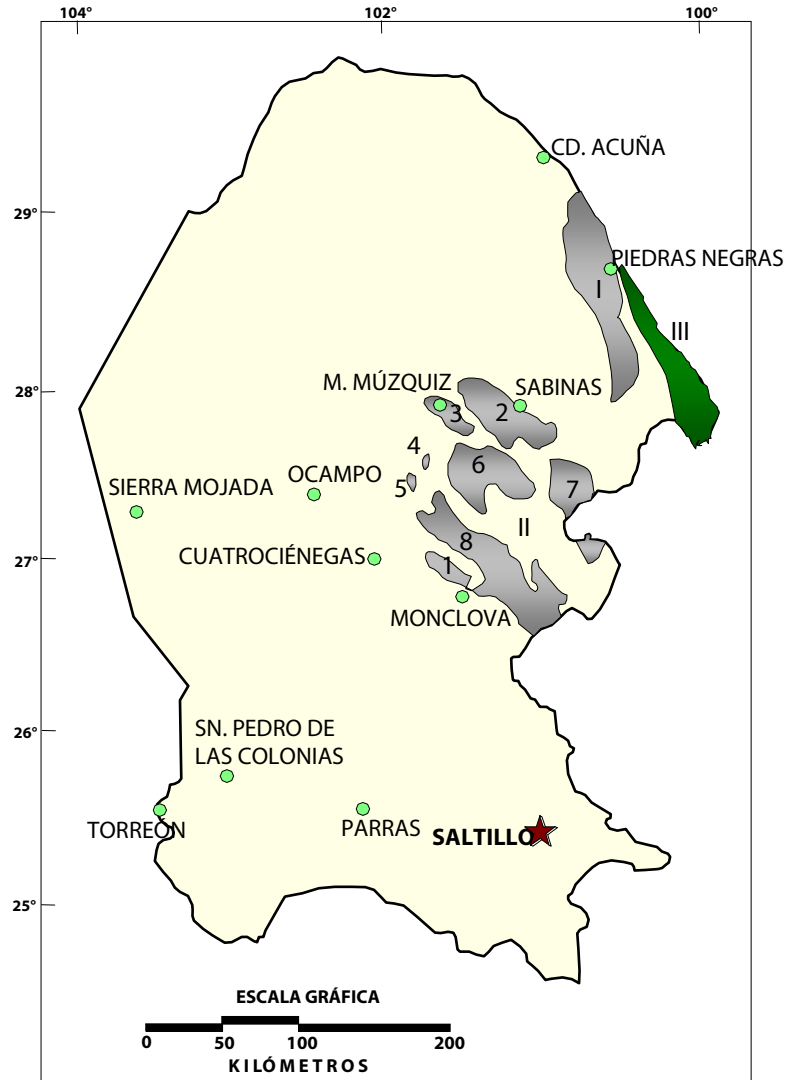 104°
102°
100°
CD. ACUÑA
29°
PIEDRAS NEGRAS
I
III
28°
M. MÚZQUIZ
SABINAS
3
2
4
6
OCAMPO
SIERRA MOJADA
5
7
II
8
27°
CUATROCIÉNEGAS
1
MONCLOVA
26°
SN. PEDRO DE
LAS COLONIAS
TORREÓN
PARRAS
SALTILLO
25°
ESCALA GRÁFICA
0 50 100 200
KILÓMETROS